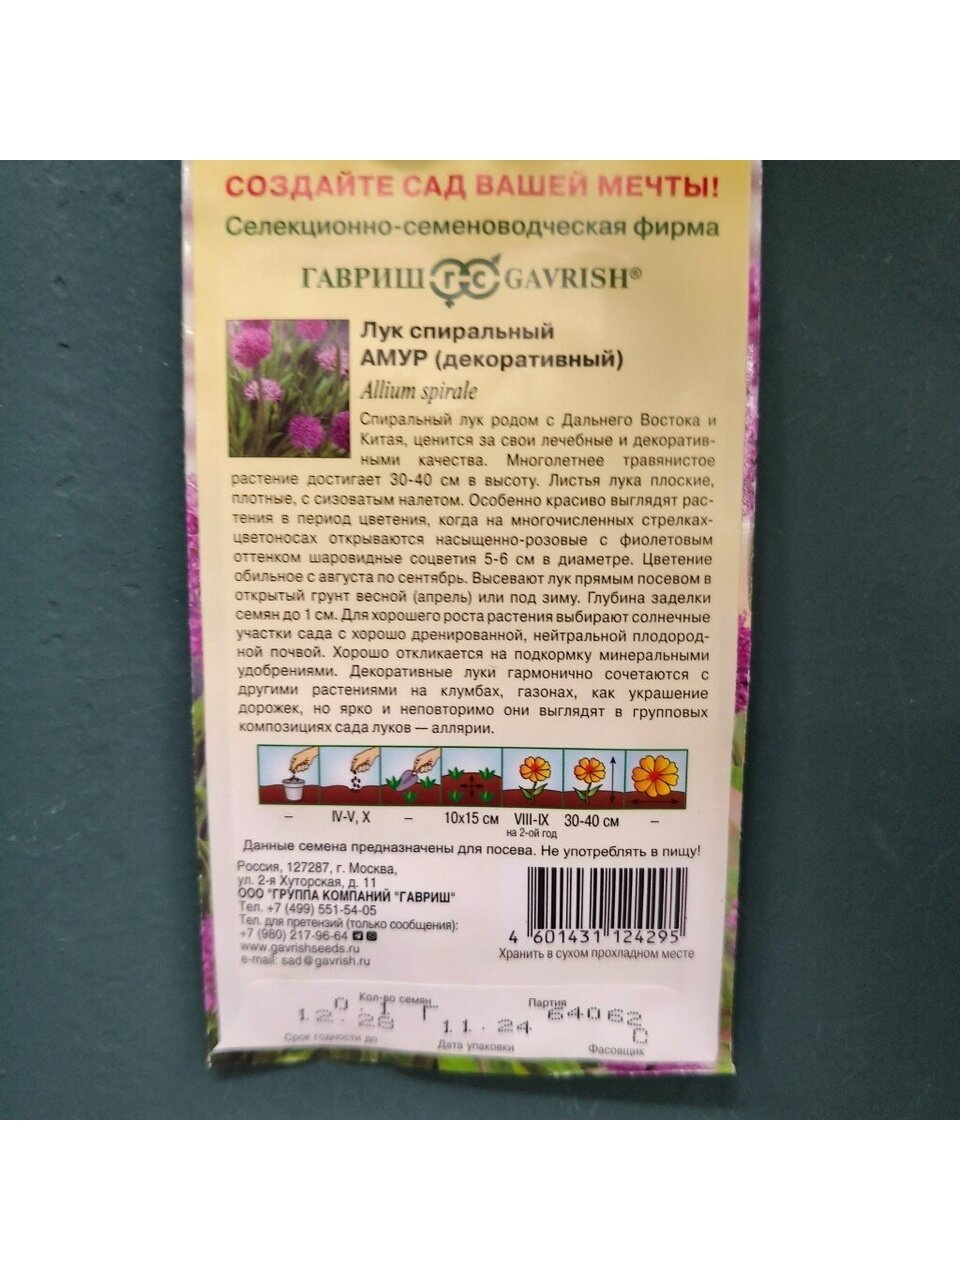 СОЗДАЙТЕ САД ВАШЕЙ МЕЧТЫ!
Селекционно-семеноводческая фирма
ГАВРИШ Г-С GAVRISH®
Лук спиральный
АМУР (декоративный)
Allium spirale
Спиральный лук родом с Дальнего Востока и
Китая, ценится за свои лечебные и декоратив-
ными качества. Многолетнее травянистое
растение достигает 30-40 см в высоту. Листья лука плоские,
плотные, с сизоватым налетом. Особенно красиво выглядят рас-
тения в период цветения, когда на многочисленных стрелках-
цветоносах открываются насыщенно-розовые с фиолетовым
оттенком шаровидные соцветия 5-6 см в диаметре. Цветение
обильное с августа по сентябрь. Высевают лук прямым посевом в
открытый грунт весной (апрель) или под зиму. Глубина заделки
семян до 1 см. Для хорошего роста растения выбирают солнечные
участки сада с хорошо дренированной, нейтральной плодород-
ной почвой. Хорошо откликается на подкормку минеральными
удобрениями. Декоративные луки гармонично сочетаются с
другими растениями на клумбах, газонах, как украшение
дорожек, но ярко и неповторимо они выглядят в групповых
композициях сада луков — аллярии.
– IV-V, X – 10х15 см VIII-IX 30-40 см –
на 2-ой год
Данные семена предназначены для посева. Не употреблять в пищу!
Россия, 127287, г. Москва,
ул. 2-я Хуторская, д. 11
ООО "ГРУППА КОМПАНИЙ "ГАВРИШ"
Тел. +7 (499) 551-54-05
Тел. для претензий (только сообщения):
+7 (980) 217-96-64
www.gavrishseeds.ru
e-mail: sad@gavrish.ru
4 601431 124295
Хранить в сухом прохладном месте
Кол-во семян
Партия
0.1 Г
64062
12.26
11.24
0
Срок годности до
Дата упаковки
Фасовщик